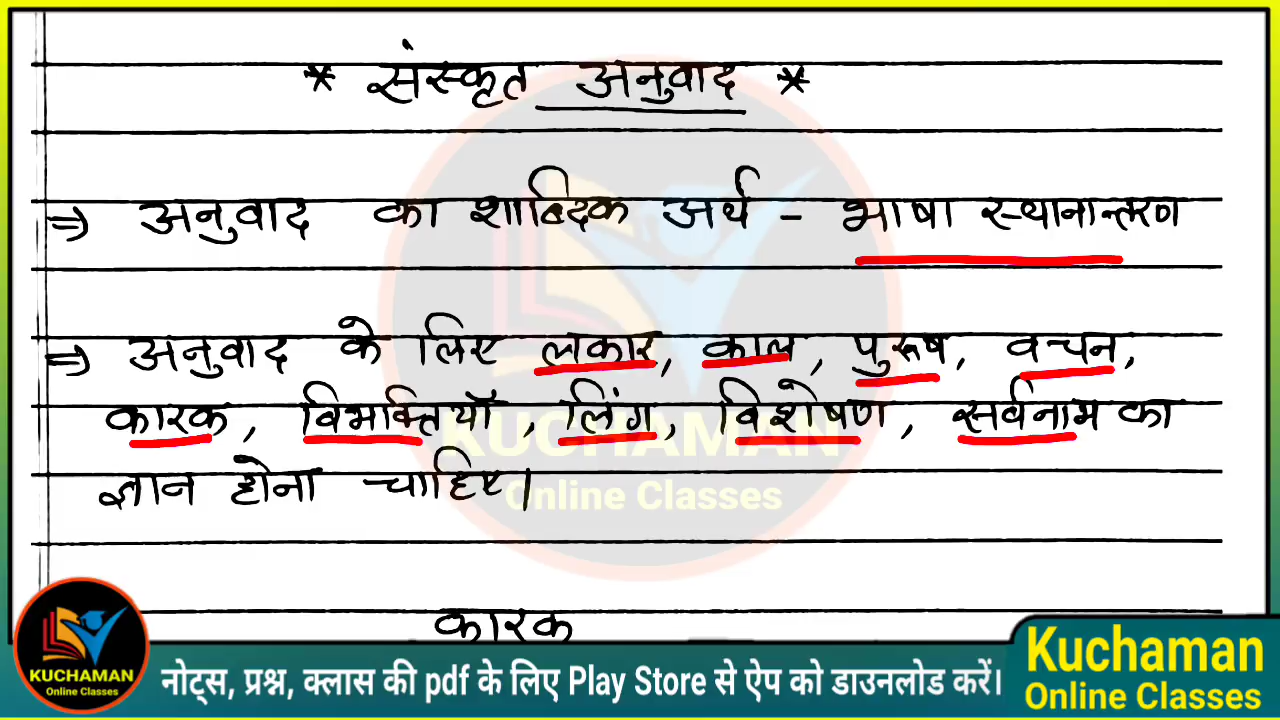 * संस्कृत अनुवाद *
⇒ अनुवाद का शाब्दिक अर्थ - भाषा स्थानान्तरण
⇒ अनुवाद के लिए लकार, काल, पुरूष, वचन,
कारक, विभक्तियाँ, लिंग, विशेषण, सर्वनाम का
ज्ञान होना चाहिए।
KUCHAMAN
Online Classes
कारक
KUCHAMAN
Online Classes
नोट्स, प्रश्न, क्लास की pdf के लिए Play Store से ऐप को डाउनलोड करें।
Kuchaman
Online Classes